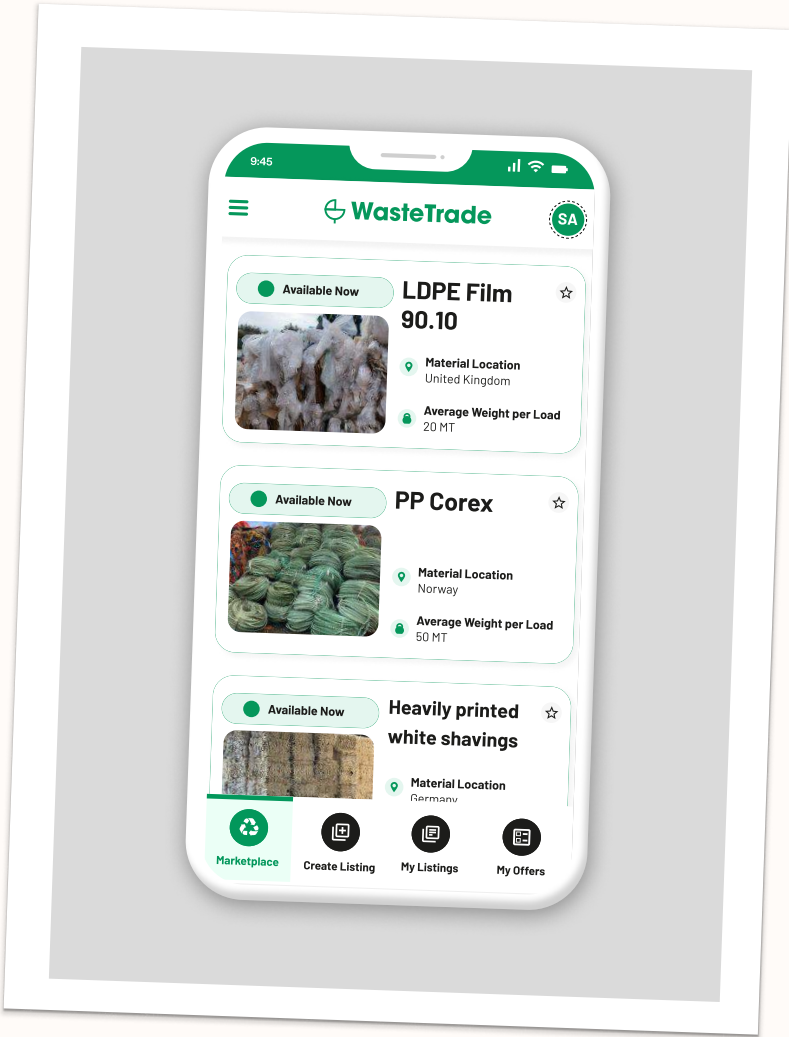 9:45
WasteTrade
SA
Available Now
LDPE Film
90.10
Material Location
United Kingdom
Average Weight per Load
20 MT
Available Now
PP Corex
Material Location
Norway
Average Weight per Load
50 MT
Available Now
Heavily printed
white shavings
Material Location
Germany
Marketplace
Create Listing
My Listings
My Offers